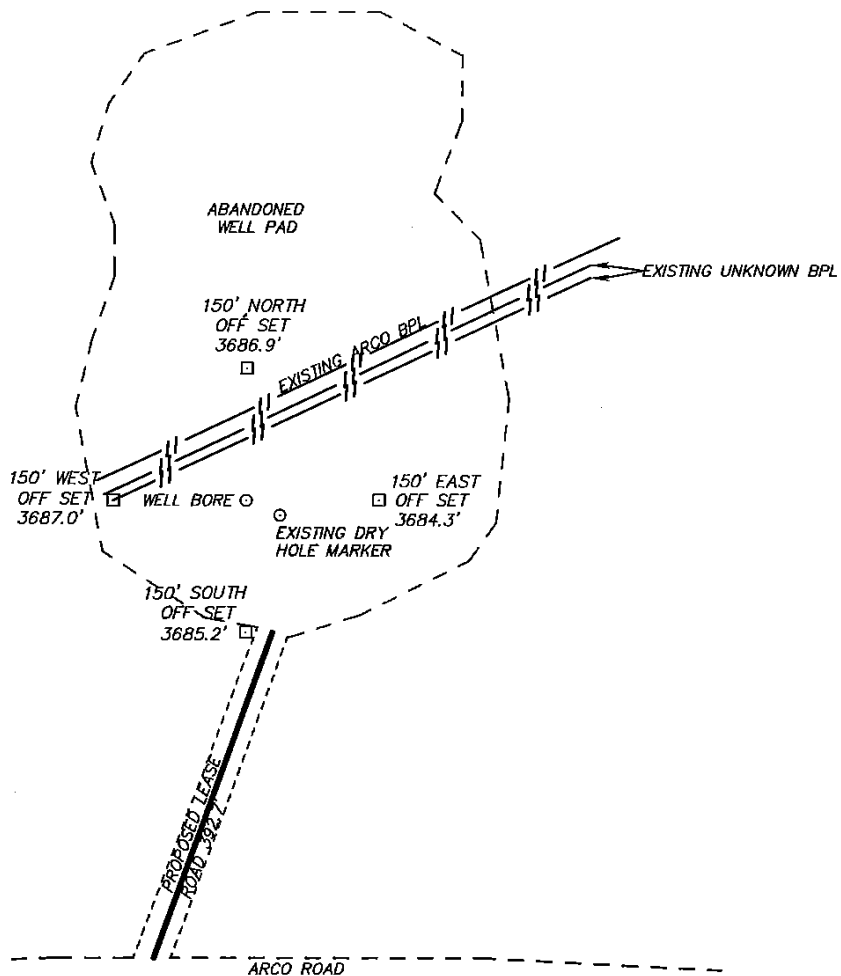 ABANDONED
WELL PAD
EXISTING UNKNOWN BPL
150' NORTH
OFF SET
3686.9'
EXISTING ARCO BPL
150' WEST
OFF SET
3687.0'
WELL BORE
150' EAST
OFF SET
3684.3'
EXISTING DRY
HOLE MARKER
150' SOUTH
OFF SET
3685.2'
PROPOSED LEASE
ROAD 392.7'
ARCO ROAD